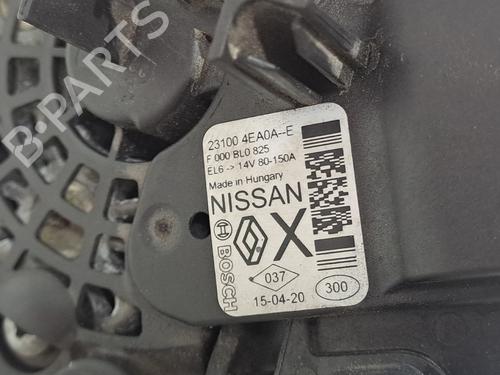 B-PARTS
23100 4EA0A--E
F 000 BL0 825
EL6 -> 14V 80-150A
Made in Hungary
NISSAN
X
BOSCH
037
15-04-20
300